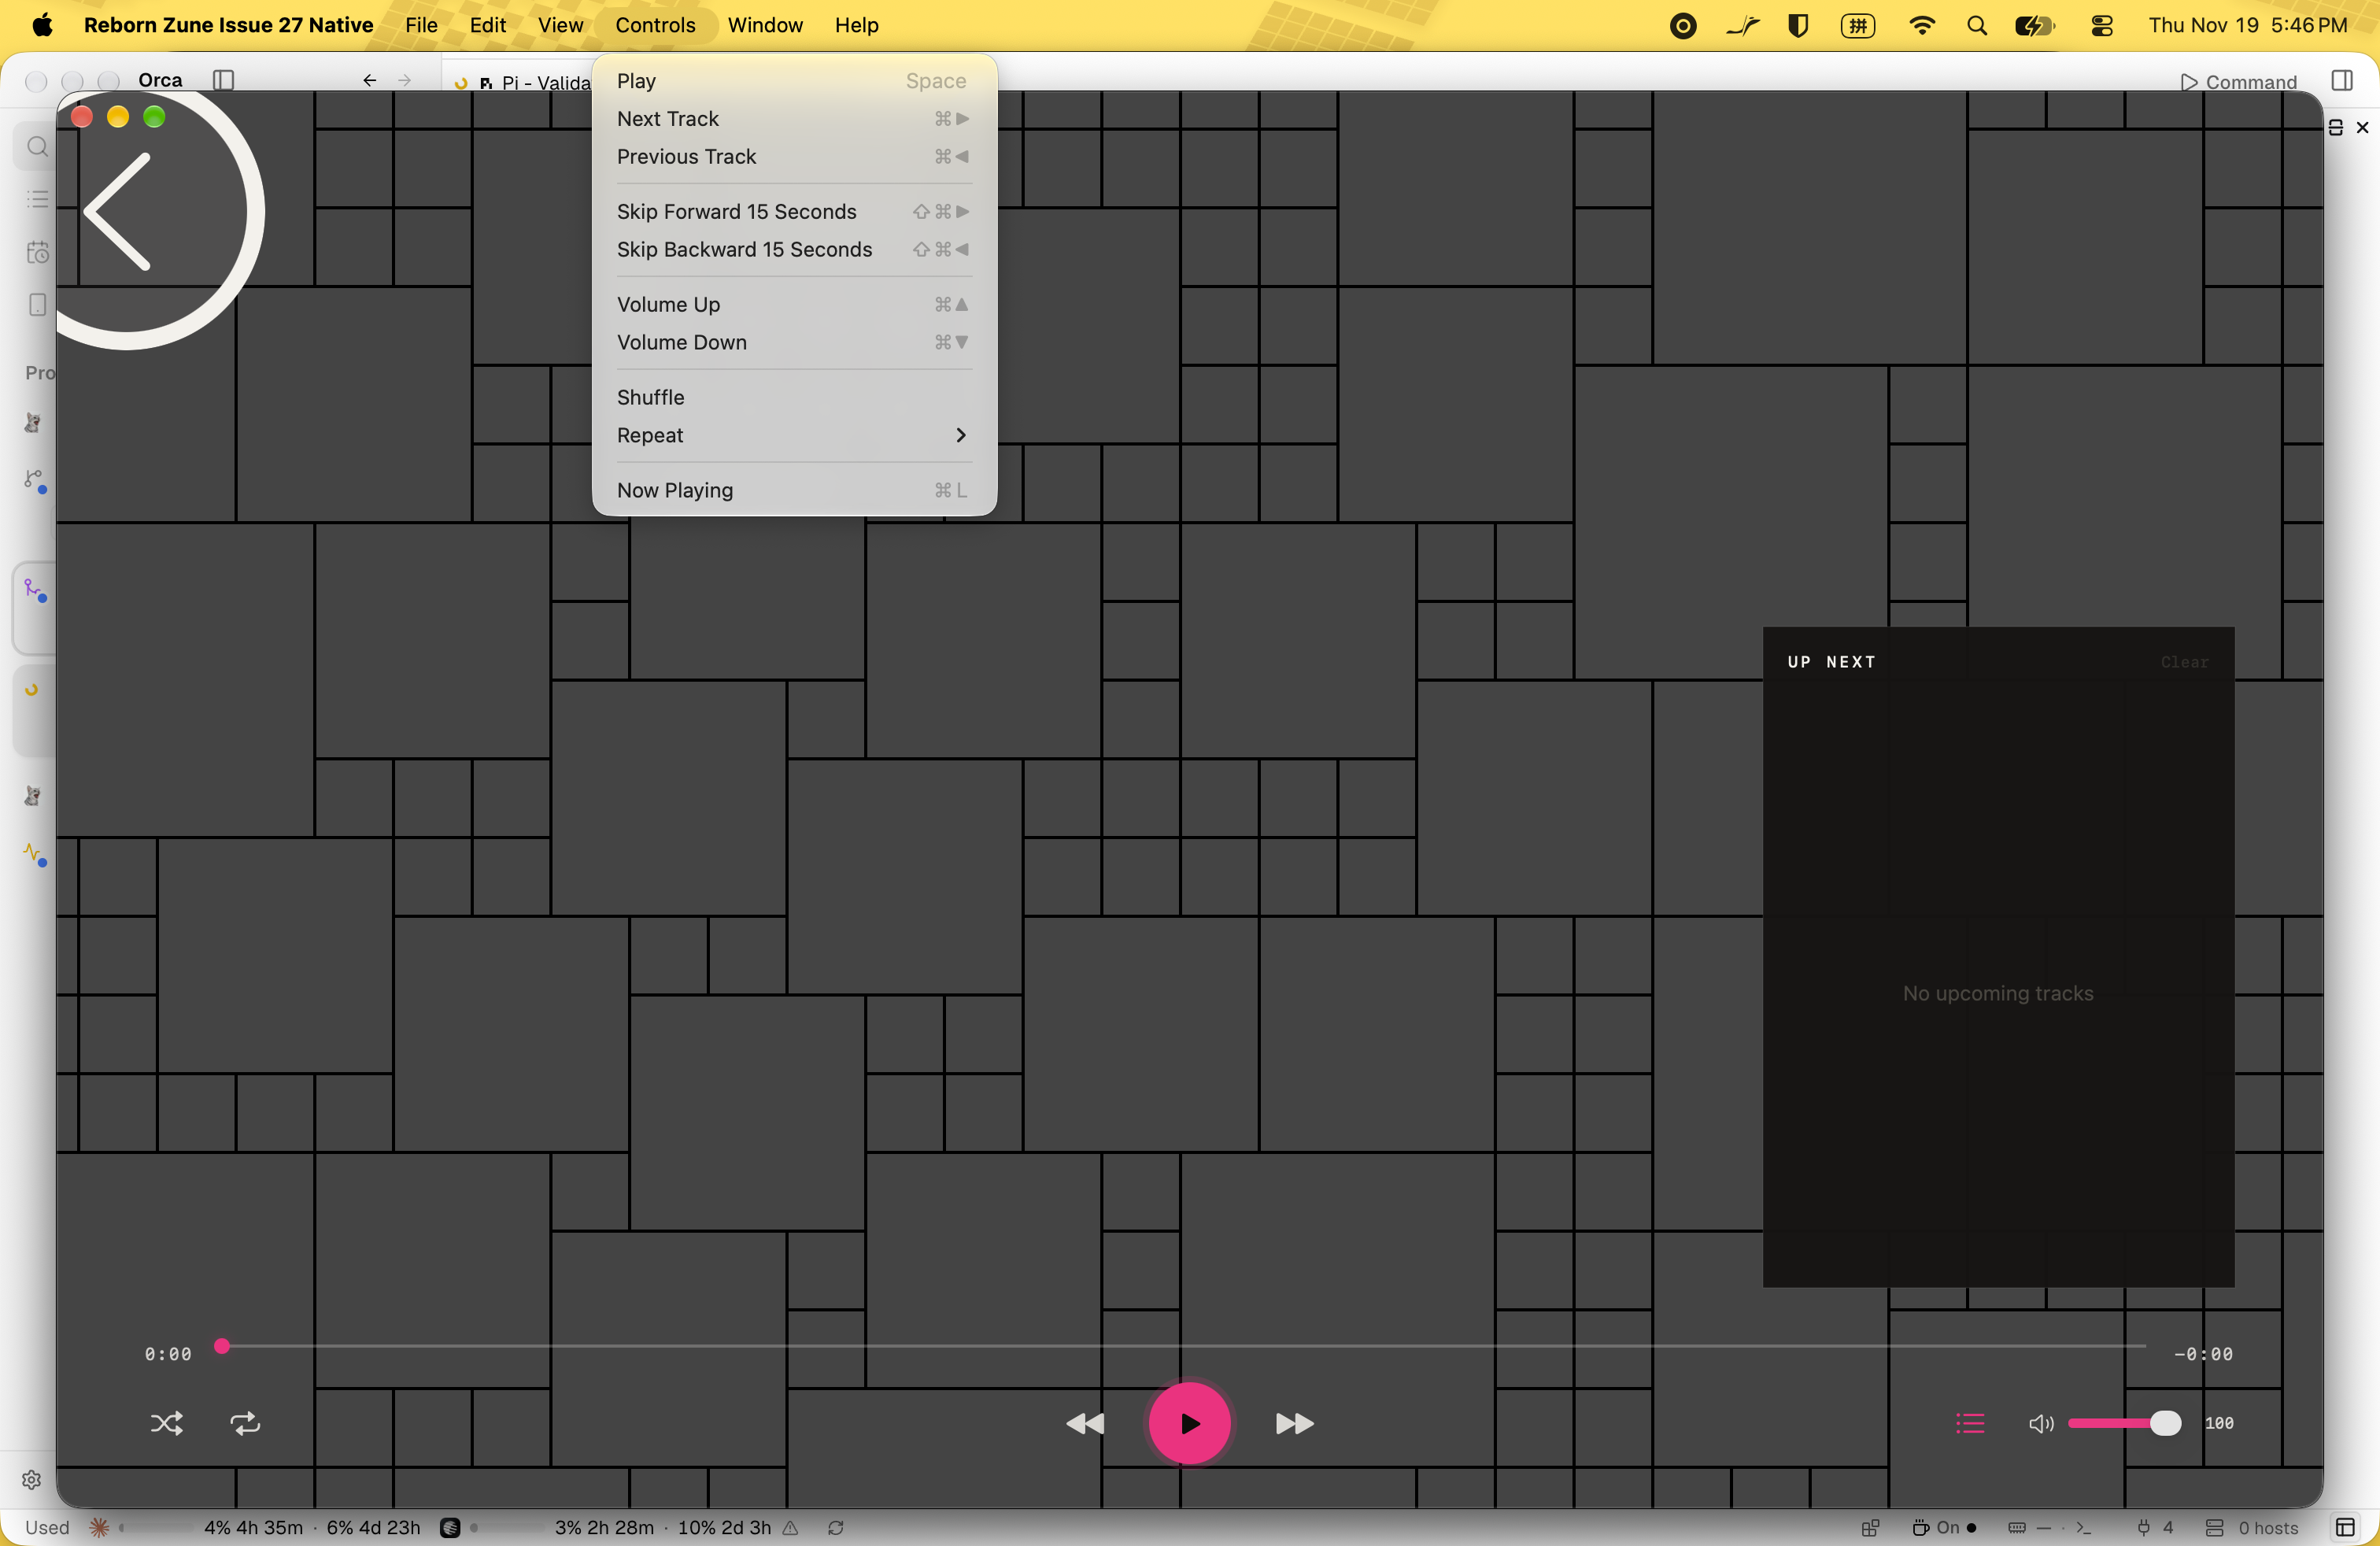 Reborn Zune Issue 27 Native File Edit View Controls Window Help
拼 Thu Nov 19 5:46 PM
Orca
Pi - Valida
Command
Play Space
Next Track ⌘▶
Previous Track ⌘◀
Skip Forward 15 Seconds ⇧⌘▶
Skip Backward 15 Seconds ⇧⌘◀
Volume Up ⌘▲
Volume Down ⌘▼
Shuffle
Repeat
Now Playing ⌘L
Pro
UP NEXT Clear
No upcoming tracks
0:00 -0:00
100
Used 4% 4h 35m · 6% 4d 23h 3% 2h 28m · 10% 2d 3h On 4 0 hosts